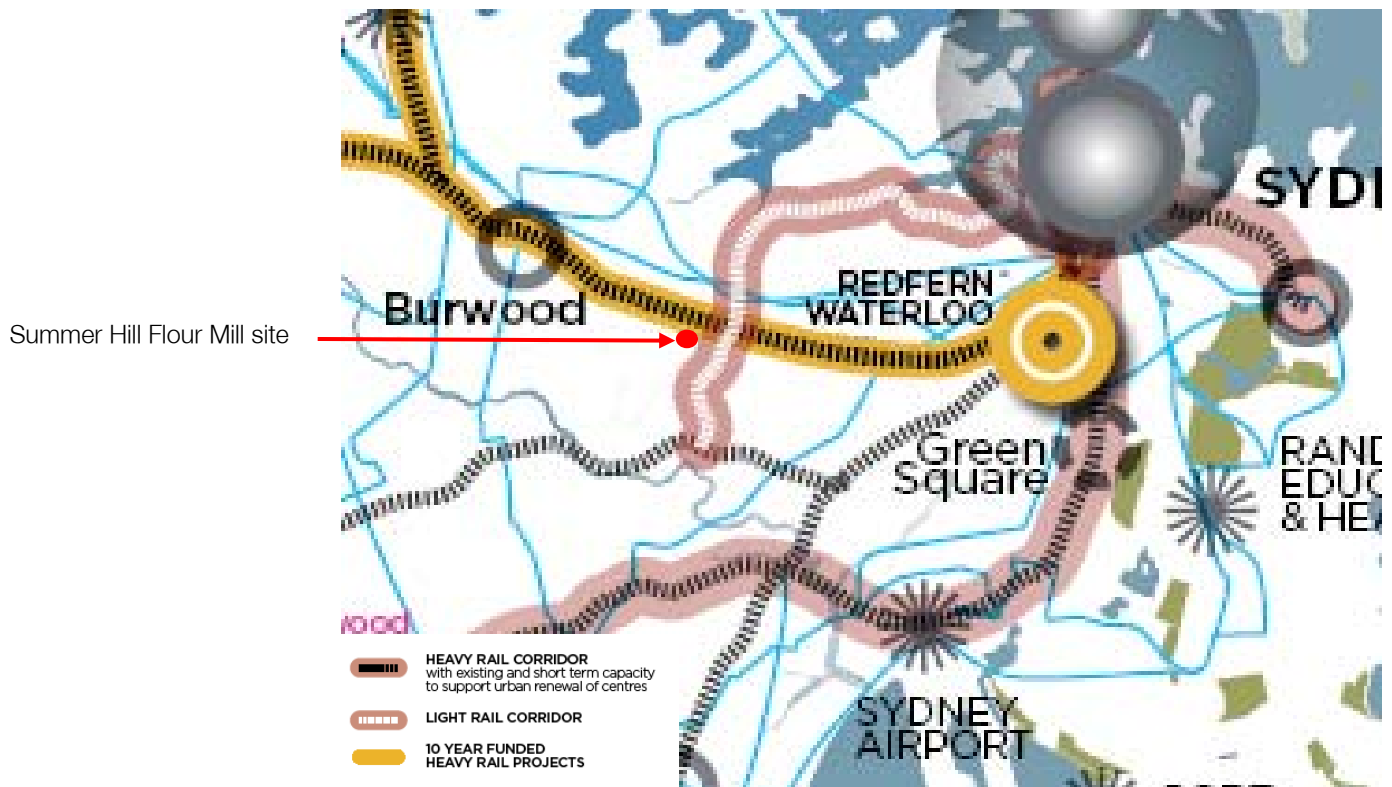 SYD
REDFERN
WATERLOO
Burwood
Summer Hill Flour Mill site
Green
Square
RAND
EDUC
& HEA
wood
HEAVY RAIL CORRIDOR
with existing and short term capacity
to support urban renewal of centres
LIGHT RAIL CORRIDOR
10 YEAR FUNDED
HEAVY RAIL PROJECTS
SYDNEY
AIRPORT